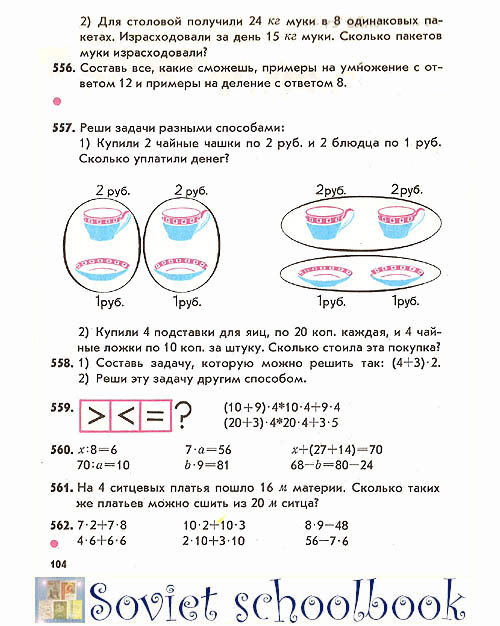 2) Для столовой получили 24 кг муки в 8 одинаковых па-
кетах. Израсходовали за день 15 кг муки. Сколько пакетов
муки израсходовали?
556. Составь все, какие сможешь, примеры на умножение с от-
ветом 12 и примеры на деление с ответом 8.
557. Реши задачи разными способами:
1) Купили 2 чайные чашки по 2 руб. и 2 блюдца по 1 руб.
Сколько уплатили денег?
2 руб. 2 руб. 2руб. 2руб.
1руб. 1руб. 1руб. 1руб.
2) Купили 4 подставки для яиц, по 20 коп. каждая, и 4 чай-
ные ложки по 10 коп. за штуку. Сколько стоила эта покупка?
558. 1) Составь задачу, которую можно решить так: (4+3)·2.
2) Реши эту задачу другим способом.
559. > < = ? (10+9)·4*10·4+9·4
(20+3)·4*20·4+3·5
560. x:8=6 7·a=56 x+(27+14)=70
70:a=10 b·9=81 68−b=80−24
561. На 4 ситцевых платья пошло 16 м материи. Сколько таких
же платьев можно сшить из 20 м ситца?
562. 7·2+7·8 10·2+10·3 8·9−48
4·6+6·6 2·10+3·10 56−7·6
104
Soviet schoolbook